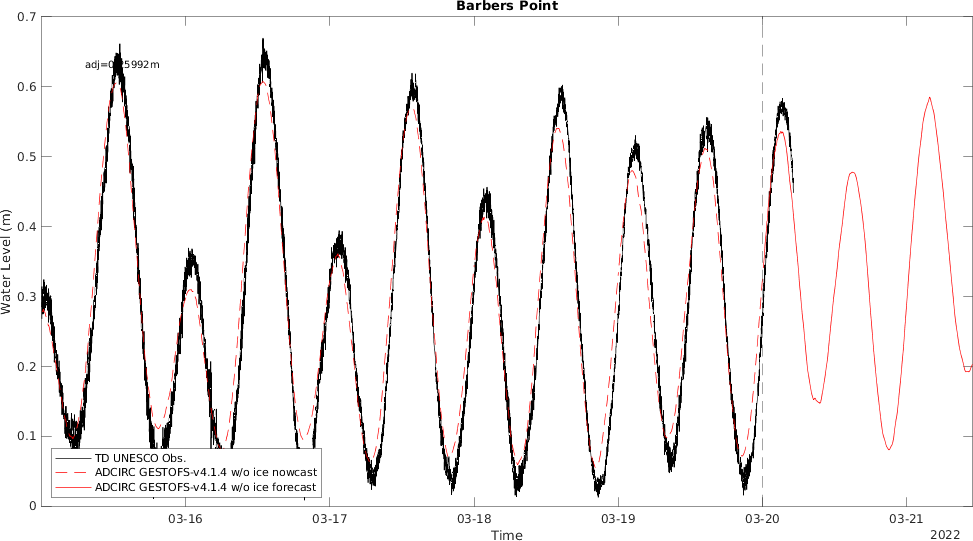 Barbers Point
0.7
0.6
0.5
0.4
0.3
0.2
0.1
0
Water Level (m)
TD UNESCO Obs.
ADCIRC GESTOFS-v4.1.4 w/o ice nowcast
ADCIRC GESTOFS-v4.1.4 w/o ice forecast
03-16
03-17
03-18
03-19
03-20
03-21
Time
2022